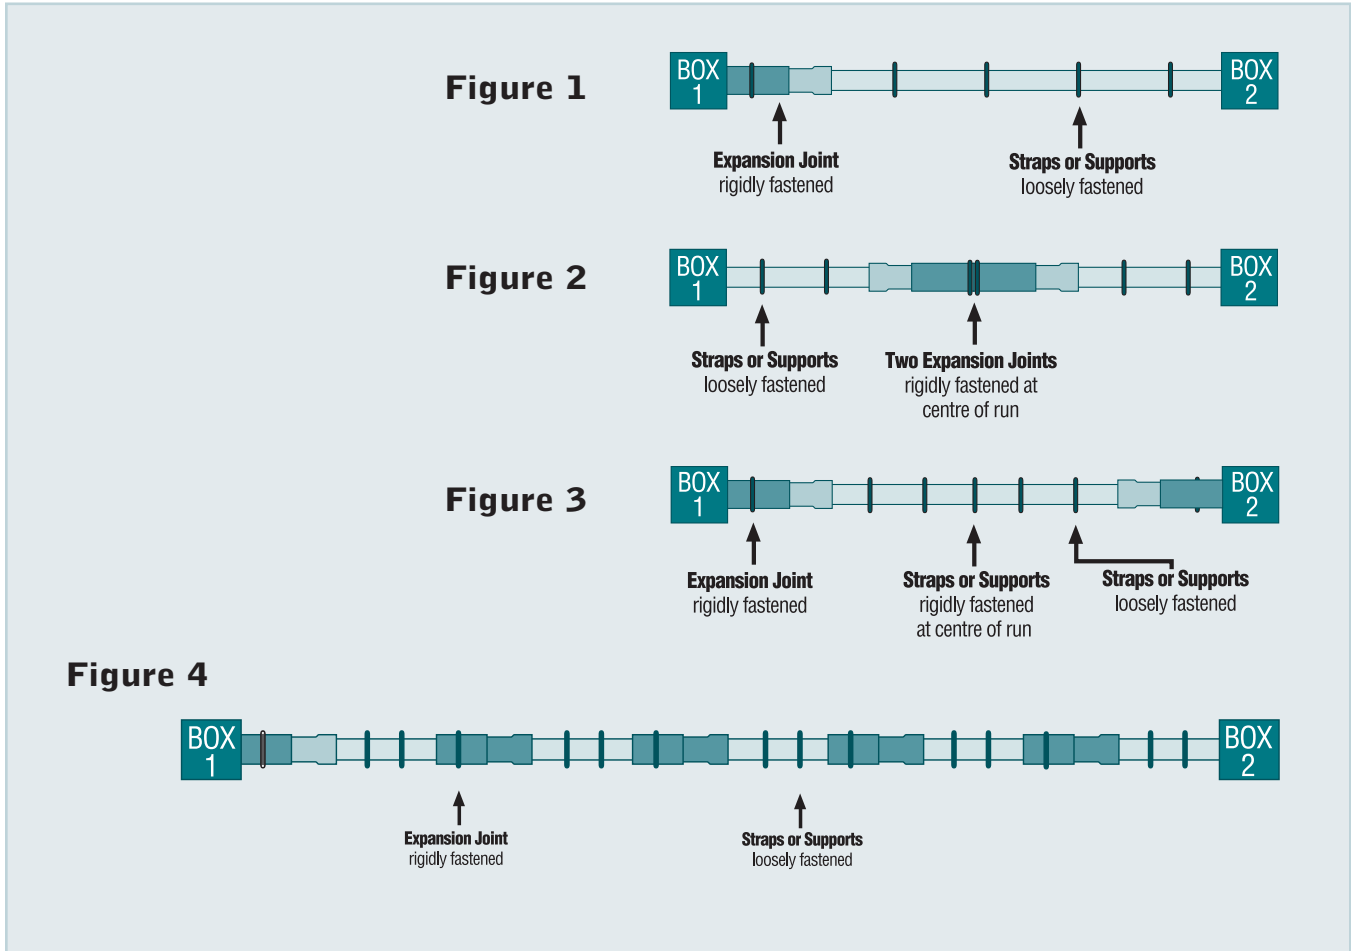 Figure 1
BOX
1
BOX
2
Expansion Joint
rigidly fastened
Straps or Supports
loosely fastened
Figure 2
BOX
1
BOX
2
Straps or Supports
loosely fastened
Two Expansion Joints
rigidly fastened at
centre of run
Figure 3
BOX
1
BOX
2
Expansion Joint
rigidly fastened
Straps or Supports
rigidly fastened
at centre of run
Straps or Supports
loosely fastened
Figure 4
BOX
1
BOX
2
Expansion Joint
rigidly fastened
Straps or Supports
loosely fastened